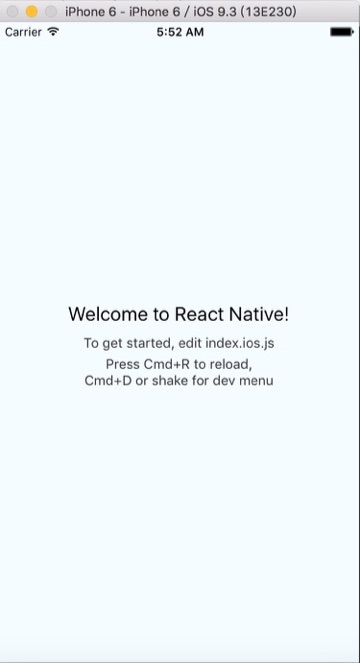 iPhone 6 - iPhone 6 / iOS 9.3 (13E230)
Carrier 5:52 AM
Welcome to React Native!
To get started, edit index.ios.js
Press Cmd+R to reload,
Cmd+D or shake for dev menu